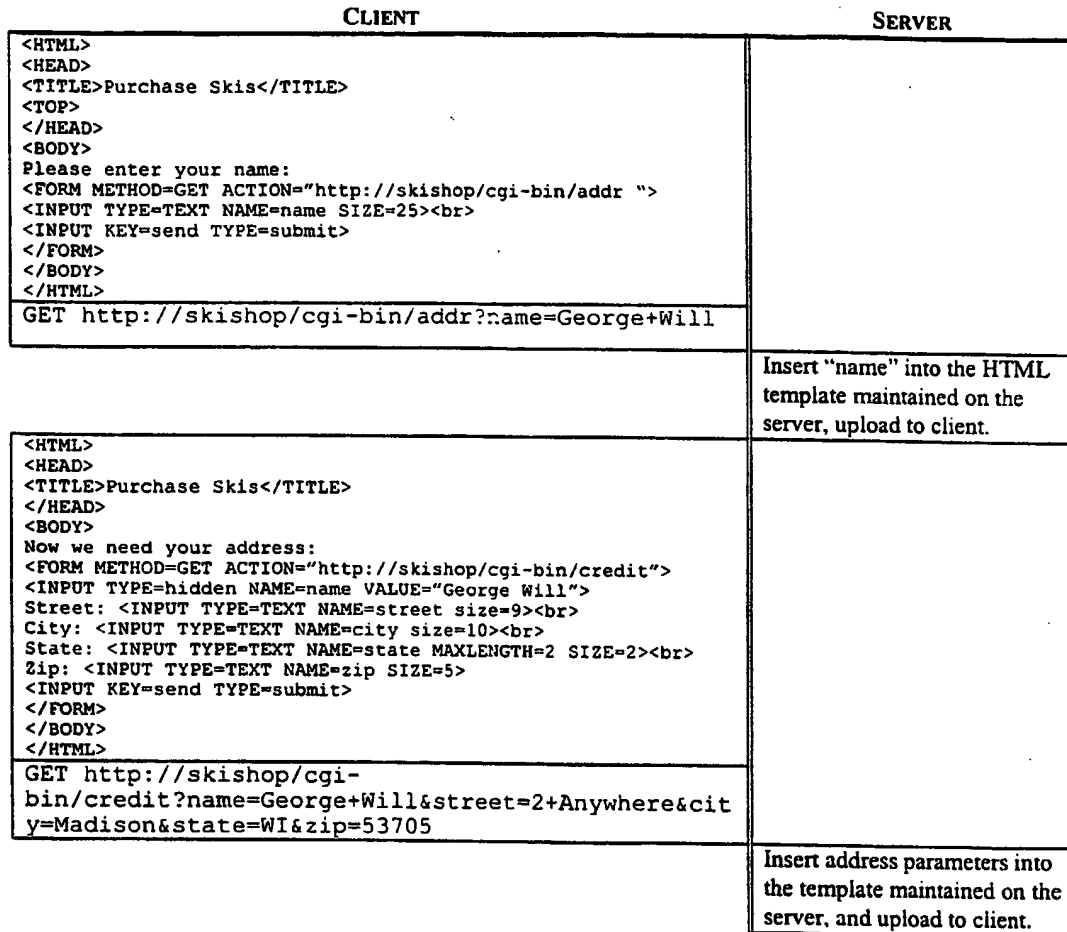 CLIENT
SERVER
<HTML>
<HEAD>
<TITLE>Purchase Skis</TITLE>
<TOP>
</HEAD>
<BODY>
Please enter your name:
<FORM METHOD=GET ACTION="http://skishop/cgi-bin/addr ">
<INPUT TYPE=TEXT NAME=name SIZE=25><br>
<INPUT KEY=send TYPE=submit>
</FORM>
</BODY>
</HTML>
GET http://skishop/cgi-bin/addr?name=George+Will
Insert "name" into the HTML
template maintained on the
server, upload to client.
<HTML>
<HEAD>
<TITLE>Purchase Skis</TITLE>
</HEAD>
<BODY>
Now we need your address:
<FORM METHOD=GET ACTION="http://skishop/cgi-bin/credit">
<INPUT TYPE=hidden NAME=name VALUE="George Will">
Street: <INPUT TYPE=TEXT NAME=street size=9><br>
City: <INPUT TYPE=TEXT NAME=city size=10><br>
State: <INPUT TYPE=TEXT NAME=state MAXLENGTH=2 SIZE=2><br>
Zip: <INPUT TYPE=TEXT NAME=zip SIZE=5>
<INPUT KEY=send TYPE=submit>
</FORM>
</BODY>
</HTML>
GET http://skishop/cgi-
bin/credit?name=George+Will&street=2+Anywhere&cit
y=Madison&state=WI&zip=53705
Insert address parameters into
the template maintained on the
server, and upload to client.